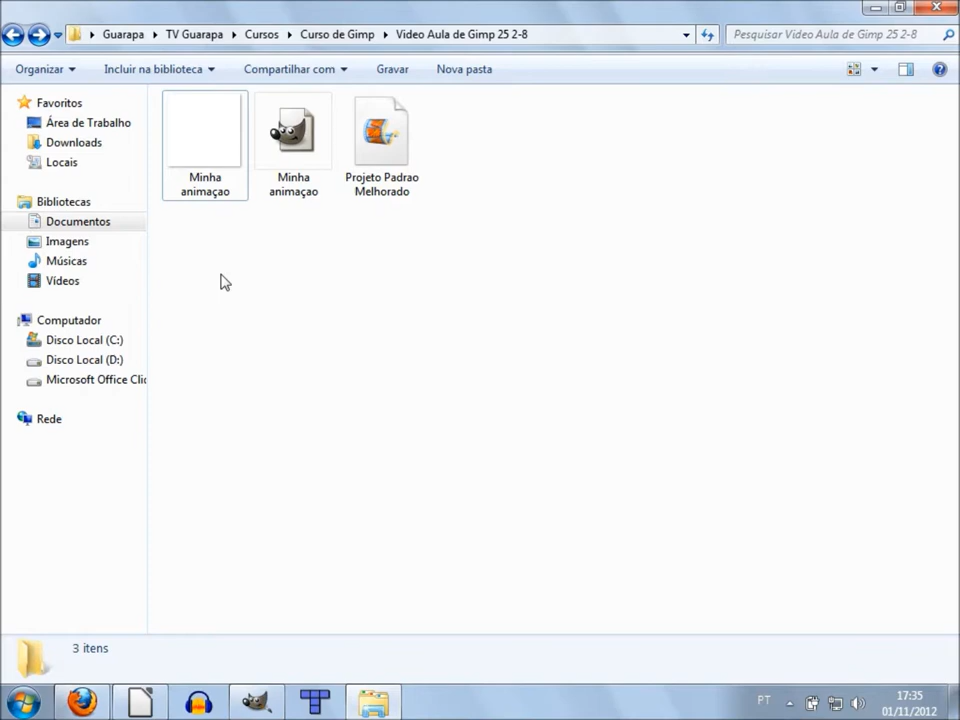 Guarapa TV Guarapa Cursos Curso de Gimp Video Aula de Gimp 25 2-8
Pesquisar Video Aula de Gimp 25 2-8
Organizar Incluir na biblioteca Compartilhar com Gravar Nova pasta
Favoritos
Área de Trabalho
Downloads
Locais
Bibliotecas
Documentos
Imagens
Músicas
Vídeos
Computador
Disco Local (C:)
Disco Local (D:)
Microsoft Office Clic
Rede
Minha
animaçao
Minha
animaçao
Projeto Padrao
Melhorado
3 itens
PT
17:35
01/11/2012